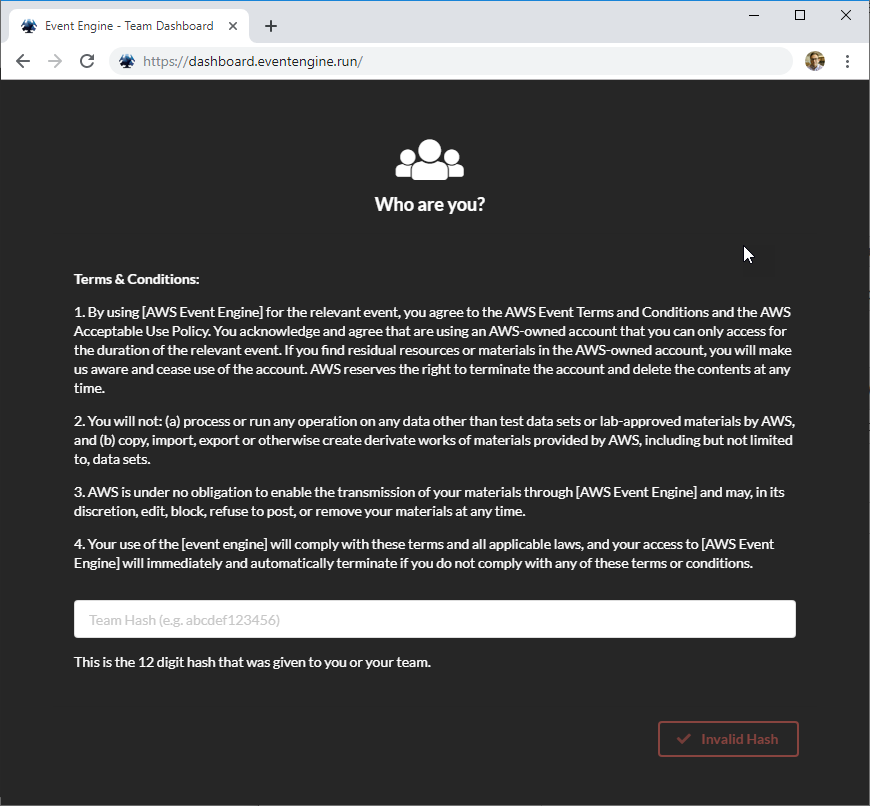 Event Engine - Team Dashboard
https://dashboard.eventengine.run/
Who are you?
Terms & Conditions:
1. By using [AWS Event Engine] for the relevant event, you agree to the AWS Event Terms and Conditions and the AWS
Acceptable Use Policy. You acknowledge and agree that are using an AWS-owned account that you can only access for
the duration of the relevant event. If you find residual resources or materials in the AWS-owned account, you will make
us aware and cease use of the account. AWS reserves the right to terminate the account and delete the contents at any
time.
2. You will not: (a) process or run any operation on any data other than test data sets or lab-approved materials by AWS,
and (b) copy, import, export or otherwise create derivate works of materials provided by AWS, including but not limited
to, data sets.
3. AWS is under no obligation to enable the transmission of your materials through [AWS Event Engine] and may, in its
discretion, edit, block, refuse to post, or remove your materials at any time.
4. Your use of the [event engine] will comply with these terms and all applicable laws, and your access to [AWS Event
Engine] will immediately and automatically terminate if you do not comply with any of these terms or conditions.
Team Hash (e.g. abcdef123456)
This is the 12 digit hash that was given to you or your team.
Invalid Hash